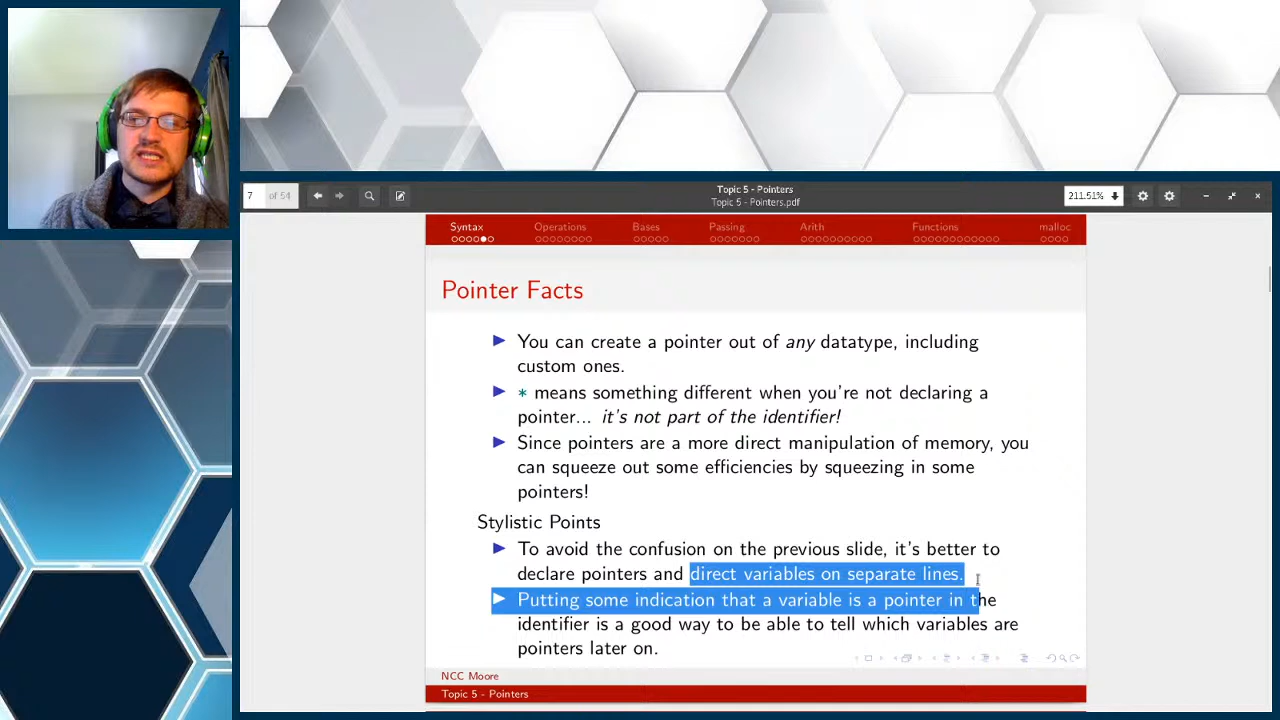 7 of 54
Topic 5 - Pointers
Topic 5 - Pointers.pdf
211.51%
Syntax Operations Bases Passing Arith Functions malloc
Pointer Facts
You can create a pointer out of any datatype, including
custom ones.
* means something different when you're not declaring a
pointer... it's not part of the identifier!
Since pointers are a more direct manipulation of memory, you
can squeeze out some efficiencies by squeezing in some
pointers!
Stylistic Points
To avoid the confusion on the previous slide, it's better to
declare pointers and direct variables on separate lines.
Putting some indication that a variable is a pointer in the
identifier is a good way to be able to tell which variables are
pointers later on.
NCC Moore
Topic 5 - Pointers